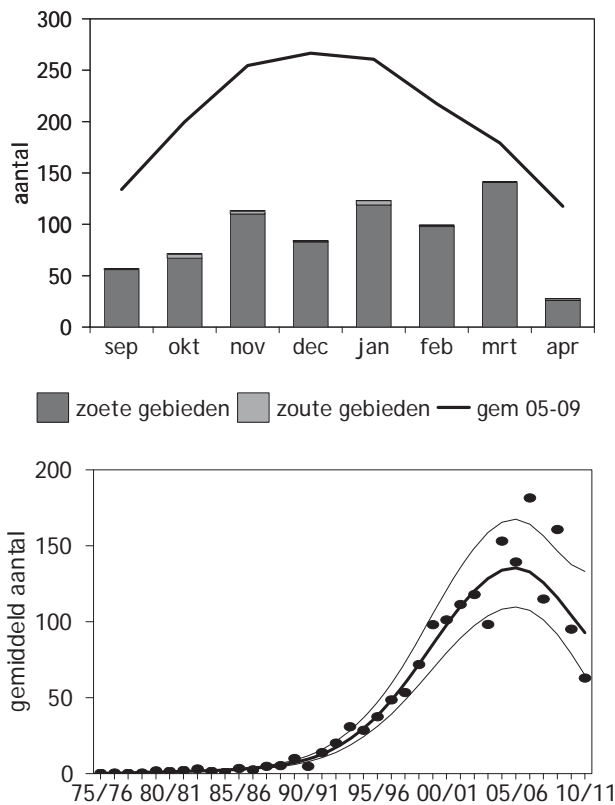 300
250
200
150
100
50
0
aantal
sep okt nov dec jan feb mrt apr
zoete gebieden zoute gebieden gem 05-09
200
150
100
50
0
gemiddeld aantal
75/76 80/81 85/86 90/91 95/96 00/01 05/06 10/11